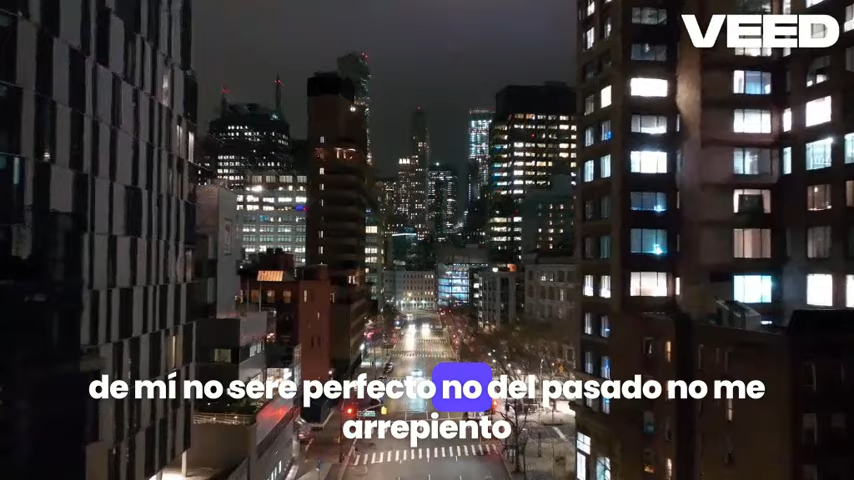 VEED
de mí no seré perfecto no del pasado no me
arrepiento